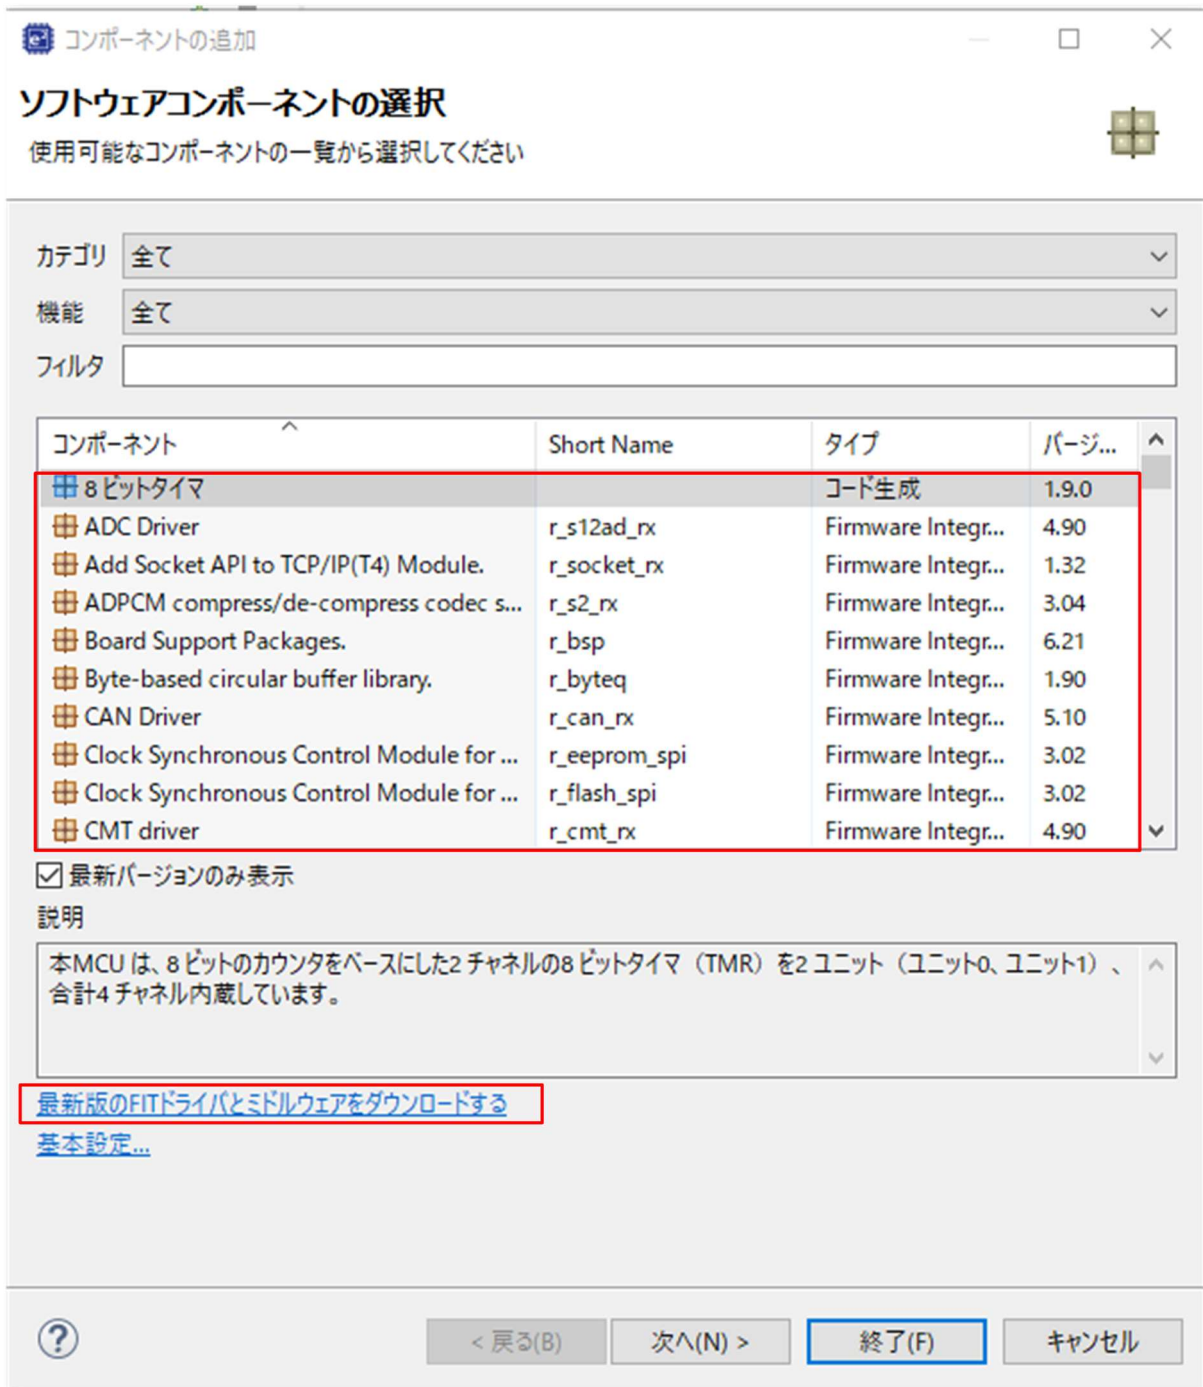 コンポーネントの追加
ソフトウェアコンポーネントの選択
使用可能なコンポーネントの一覧から選択してください
カテゴリ 全て
機能 全て
フィルタ
コンポーネント Short Name タイプ バージ...
8 ビットタイマ コード生成 1.9.0
ADC Driver r_s12ad_rx Firmware Integr... 4.90
Add Socket API to TCP/IP(T4) Module. r_socket_rx Firmware Integr... 1.32
ADPCM compress/de-compress codec s... r_s2_rx Firmware Integr... 3.04
Board Support Packages. r_bsp Firmware Integr... 6.21
Byte-based circular buffer library. r_byteq Firmware Integr... 1.90
CAN Driver r_can_rx Firmware Integr... 5.10
Clock Synchronous Control Module for ... r_eeprom_spi Firmware Integr... 3.02
Clock Synchronous Control Module for ... r_flash_spi Firmware Integr... 3.02
CMT driver r_cmt_rx Firmware Integr... 4.90
最新バージョンのみ表示
説明
本MCU は、8 ビットのカウンタをベースにした2 チャネルの8 ビットタイマ（TMR）を2 ユニット（ユニット0、ユニット1）、
合計4 チャネル内蔵しています。
最新版のFITドライバとミドルウェアをダウンロードする
基本設定...
< 戻る(B) 次へ(N) > 終了(F) キャンセル